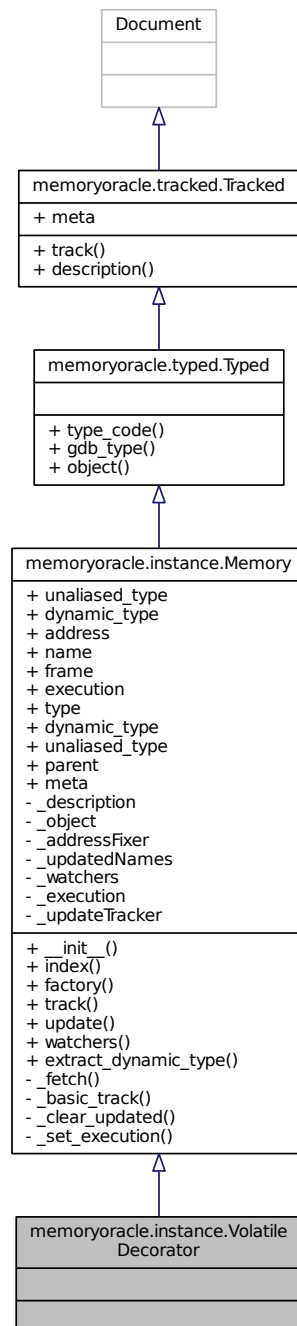 Document
memoryoracle.tracked.Tracked
+ meta
+ track()
+ description()
memoryoracle.typed.Typed
+ type_code()
+ gdb_type()
+ object()
memoryoracle.instance.Memory
+ unaliased_type
+ dynamic_type
+ address
+ name
+ frame
+ execution
+ type
+ dynamic_type
+ unaliased_type
+ parent
+ meta
- _description
- _object
- _addressFixer
- _updatedNames
- _watchers
- _execution
- _updateTracker
+ __init__()
+ index()
+ factory()
+ track()
+ update()
+ watchers()
+ extract_dynamic_type()
- _fetch()
- _basic_track()
- _clear_updated()
- _set_execution()
memoryoracle.instance.Volatile
Decorator